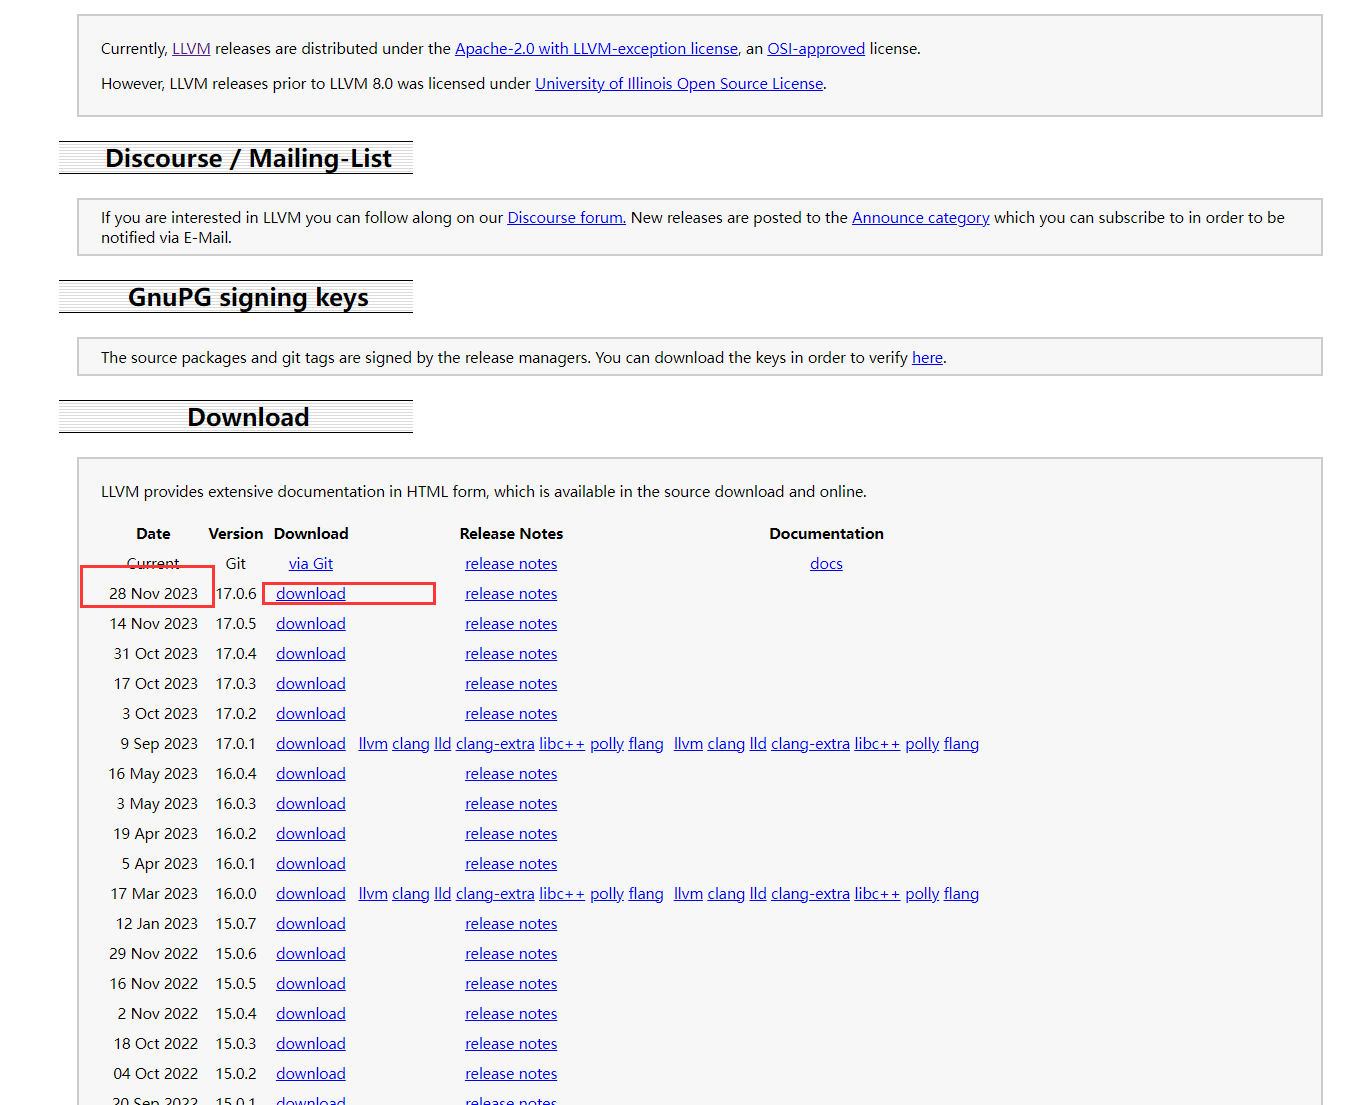 Currently, LLVM releases are distributed under the Apache-2.0 with LLVM-exception license, an OSI-approved license.
However, LLVM releases prior to LLVM 8.0 was licensed under University of Illinois Open Source License.
Discourse / Mailing-List
If you are interested in LLVM you can follow along on our Discourse forum. New releases are posted to the Announce category which you can subscribe to in order to be
notified via E-Mail.
GnuPG signing keys
The source packages and git tags are signed by the release managers. You can download the keys in order to verify here.
Download
LLVM provides extensive documentation in HTML form, which is available in the source download and online.
Date Version Download Release Notes Documentation
Current Git via Git release notes docs
28 Nov 2023 17.0.6 download release notes
14 Nov 2023 17.0.5 download release notes
31 Oct 2023 17.0.4 download release notes
17 Oct 2023 17.0.3 download release notes
3 Oct 2023 17.0.2 download release notes
9 Sep 2023 17.0.1 download llvm clang lld clang-extra libc++ polly flang llvm clang lld clang-extra libc++ polly flang
16 May 2023 16.0.4 download release notes
3 May 2023 16.0.3 download release notes
19 Apr 2023 16.0.2 download release notes
5 Apr 2023 16.0.1 download release notes
17 Mar 2023 16.0.0 download llvm clang lld clang-extra libc++ polly flang llvm clang lld clang-extra libc++ polly flang
12 Jan 2023 15.0.7 download release notes
29 Nov 2022 15.0.6 download release notes
16 Nov 2022 15.0.5 download release notes
2 Nov 2022 15.0.4 download release notes
18 Oct 2022 15.0.3 download release notes
04 Oct 2022 15.0.2 download release notes
20 Sep 2022 15.0.1 download release notes